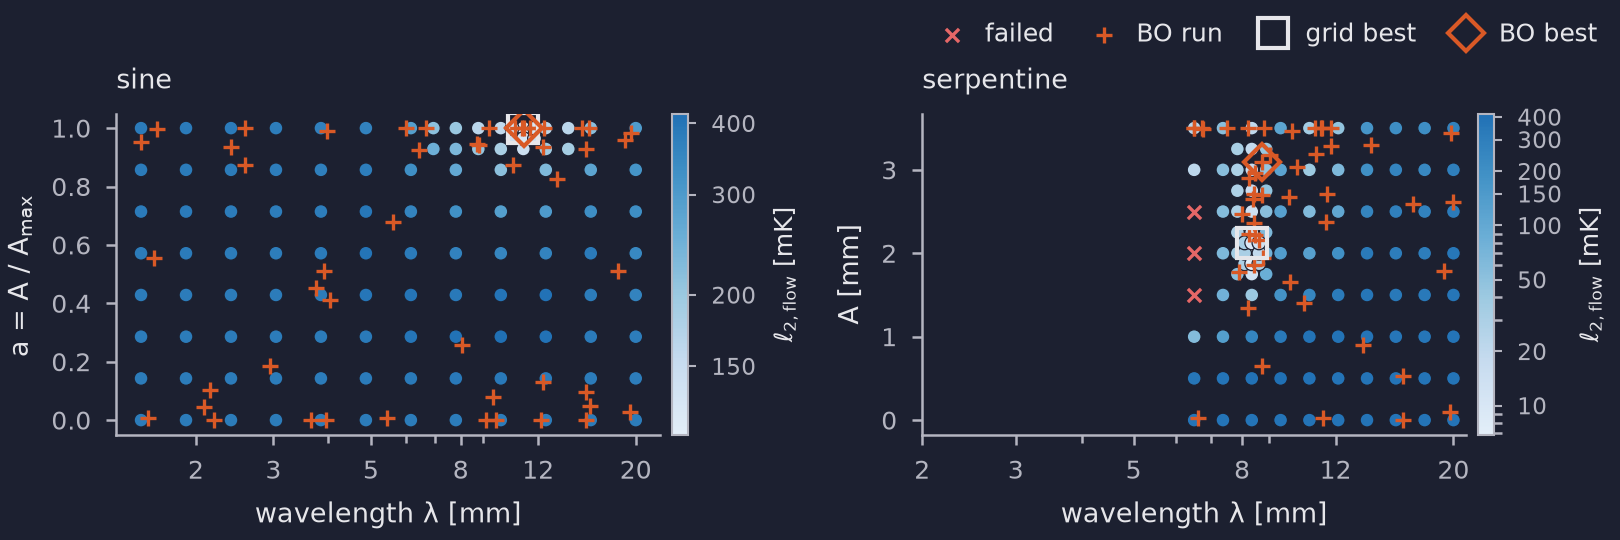 failed
BO run
grid best
BO best
sine
serpentine
1.0
0.8
0.6
0.4
0.2
0.0
a = A / Amax
2
3
5
8
12
20
wavelength λ [mm]
400
300
200
150
ℓ2, flow [mK]
3
2
1
0
A [mm]
2
3
5
8
12
20
wavelength λ [mm]
400
300
200
150
100
50
20
10
ℓ2, flow [mK]